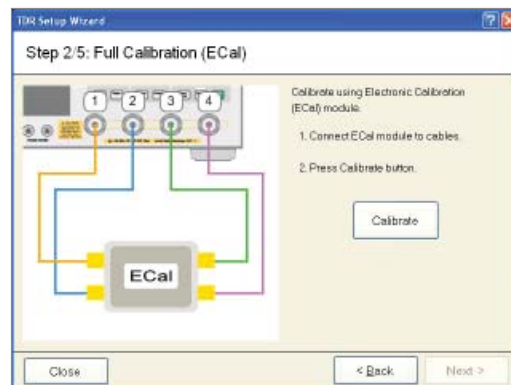 TDR Setup Wizard
Step 2/5: Full Calibration (ECal)
1 2 3 4
ECal
Calibrate using Electronic Calibration
(ECal) module.
1. Connect ECal module to cables.
2. Press Calibrate button.
Calibrate
Close
< Back
Next >